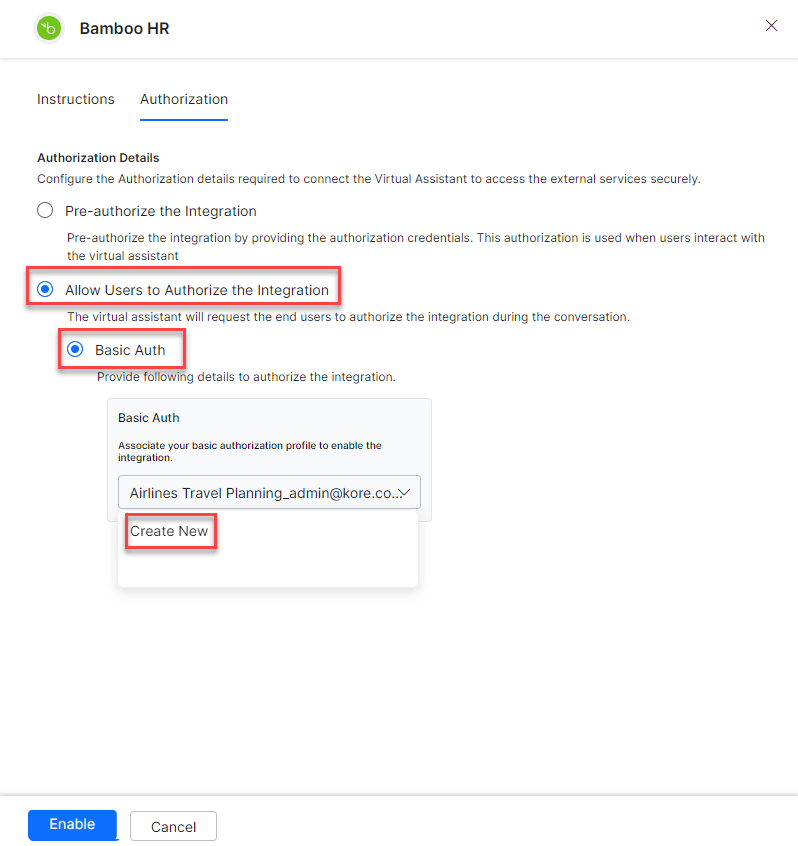 Bamboo HR
Instructions
Authorization
Authorization Details
Configure the Authorization details required to connect the Virtual Assistant to access the external services securely.
Pre-authorize the Integration
Pre-authorize the integration by providing the authorization credentials. This authorization is used when users interact with
the virtual assistant
Allow Users to Authorize the Integration
The virtual assistant will request the end users to authorize the integration during the conversation.
Basic Auth
Provide following details to authorize the integration.
Basic Auth
Associate your basic authorization profile to enable the
integration.
Airlines Travel Planning_admin@kore.co...
Create New
Enable
Cancel